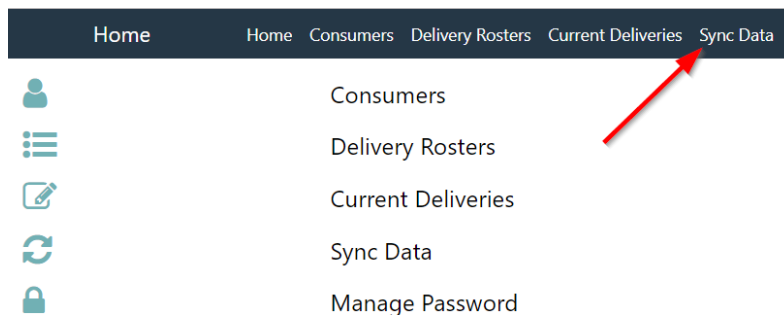 Home Home Consumers Delivery Rosters Current Deliveries Sync Data
Consumers
Delivery Rosters
Current Deliveries
Sync Data
Manage Password